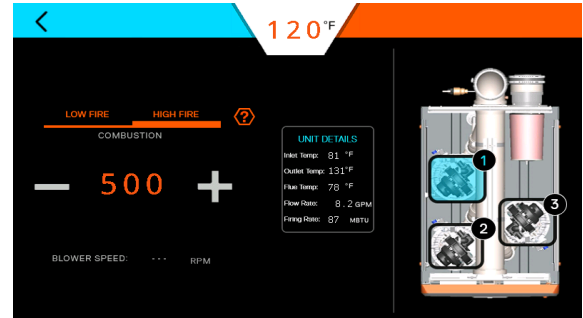 120°F
LOW FIRE HIGH FIRE ?
COMBUSTION
500
BLOWER SPEED: --- RPM
UNIT DETAILS
Inlet Temp: 81 °F
Outlet Temp: 131°F
Flue Temp: 78 °F
Flow Rate: 8.2 GPM
Firing Rate: 87 MBTU
1
2
3